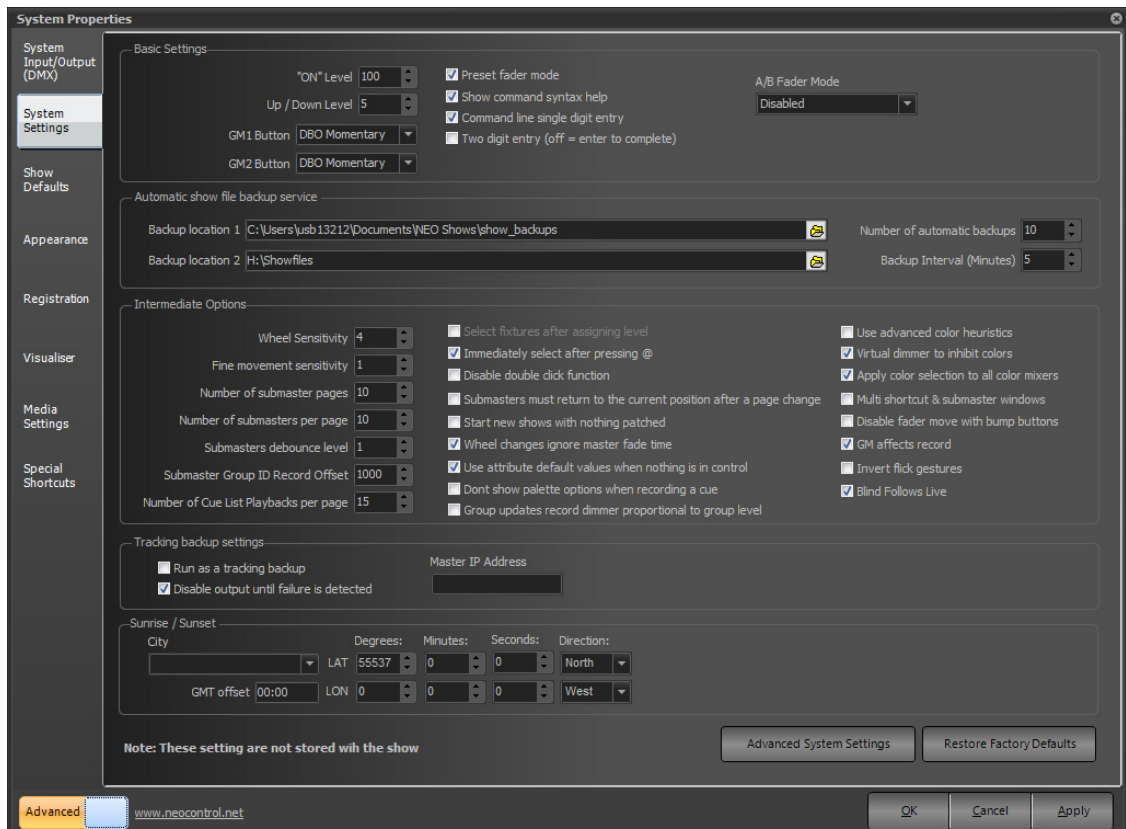 System Properties
System Input/Output (DMX)
System Settings
Show Defaults
Appearance
Registration
Visualiser
Media Settings
Special Shortcuts
Basic Settings
"ON" Level 100
Up / Down Level 5
GM1 Button DBO Momentary
GM2 Button DBO Momentary
Preset fader mode
Show command syntax help
Command line single digit entry
Two digit entry (off = enter to complete)
A/B Fader Mode
Disabled
Automatic show file backup service
Backup location 1 C:\Users\usb13212\Documents\NEO Shows\show_backups
Backup location 2 H:\Showfiles
Number of automatic backups 10
Backup Interval (Minutes) 5
Intermediate Options
Wheel Sensitivity 4
Fine movement sensitivity 1
Number of submaster pages 10
Number of submasters per page 10
Submasters debounce level 1
Submaster Group ID Record Offset 1000
Number of Cue List Playbacks per page 15
Select fixtures after assigning level
Immediately select after pressing @
Disable double click function
Submasters must return to the current position after a page change
Start new shows with nothing patched
Wheel changes ignore master fade time
Use attribute default values when nothing is in control
Dont show palette options when recording a cue
Group updates record dimmer proportional to group level
Use advanced color heuristics
Virtual dimmer to inhibit colors
Apply color selection to all color mixers
Multi shortcut & submaster windows
Disable fader move with bump buttons
GM affects record
Invert flick gestures
Blind Follows Live
Tracking backup settings
Run as a tracking backup
Disable output until failure is detected
Master IP Address
Sunrise / Sunset
City
Degrees: Minutes: Seconds: Direction:
LAT 55537 0 0 North
GMT offset 00:00 LON 0 0 0 West
Note: These setting are not stored wih the show
Advanced System Settings
Restore Factory Defaults
Advanced
www.neocontrol.net
OK Cancel Apply